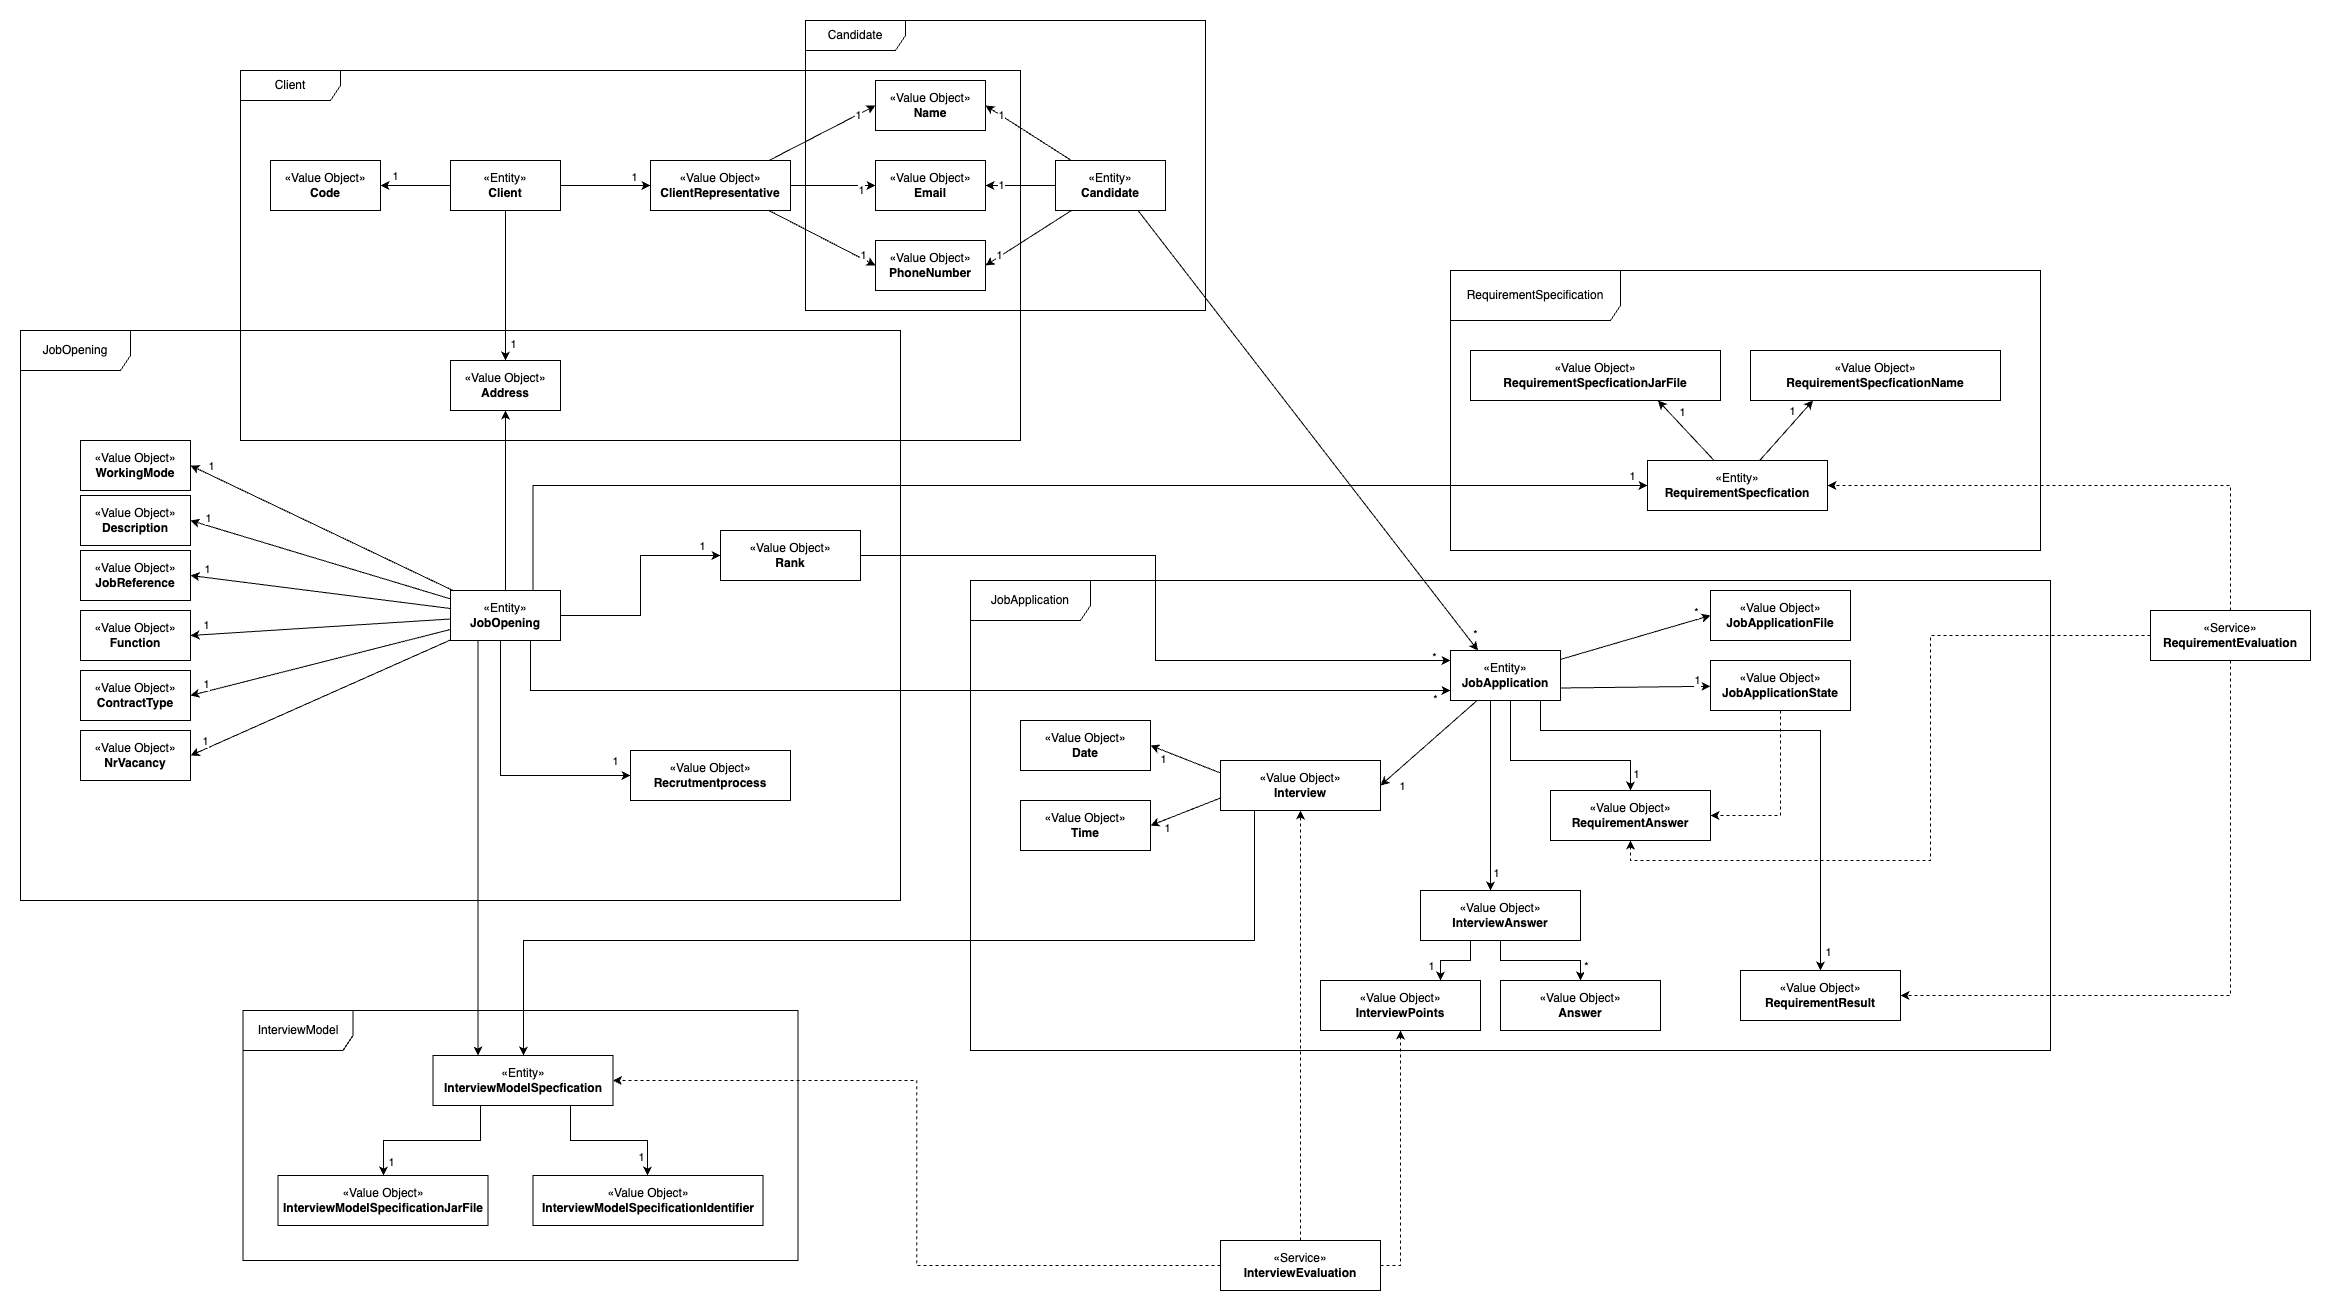 Candidate
Client
«Value Object»
Name
1
1
«Value Object»
Code
1
«Entity»
Client
1
«Value Object»
ClientRepresentative
1
«Value Object»
Email
1
«Entity»
Candidate
1
«Value Object»
PhoneNumber
1
RequirementSpecification
JobOpening
1
«Value Object»
Address
«Value Object»
RequirementSpecficationJarFile
«Value Object»
RequirementSpecficationName
1
1
«Value Object»
WorkingMode
1
1
«Entity»
RequirementSpecfication
«Value Object»
Description
1
«Value Object»
JobReference
1
1
«Value Object»
Rank
JobApplication
«Entity»
JobOpening
«Value Object»
Function
1
*
*
*
«Entity»
JobApplication
*
«Value Object»
JobApplicationFile
«Service»
RequirementEvaluation
«Value Object»
ContractType
1
1
«Value Object»
JobApplicationState
«Value Object»
NrVacancy
1
1
«Value Object»
Recrutmentprocess
«Value Object»
Date
1
«Value Object»
Interview
1
1
«Value Object»
Time
1
«Value Object»
RequirementAnswer
1
«Value Object»
InterviewAnswer
1
1
*
«Value Object»
InterviewPoints
«Value Object»
Answer
«Value Object»
RequirementResult
InterviewModel
«Entity»
InterviewModelSpecfication
1
1
«Value Object»
InterviewModelSpecificationJarFile
«Value Object»
InterviewModelSpecificationIdentifier
«Service»
InterviewEvaluation